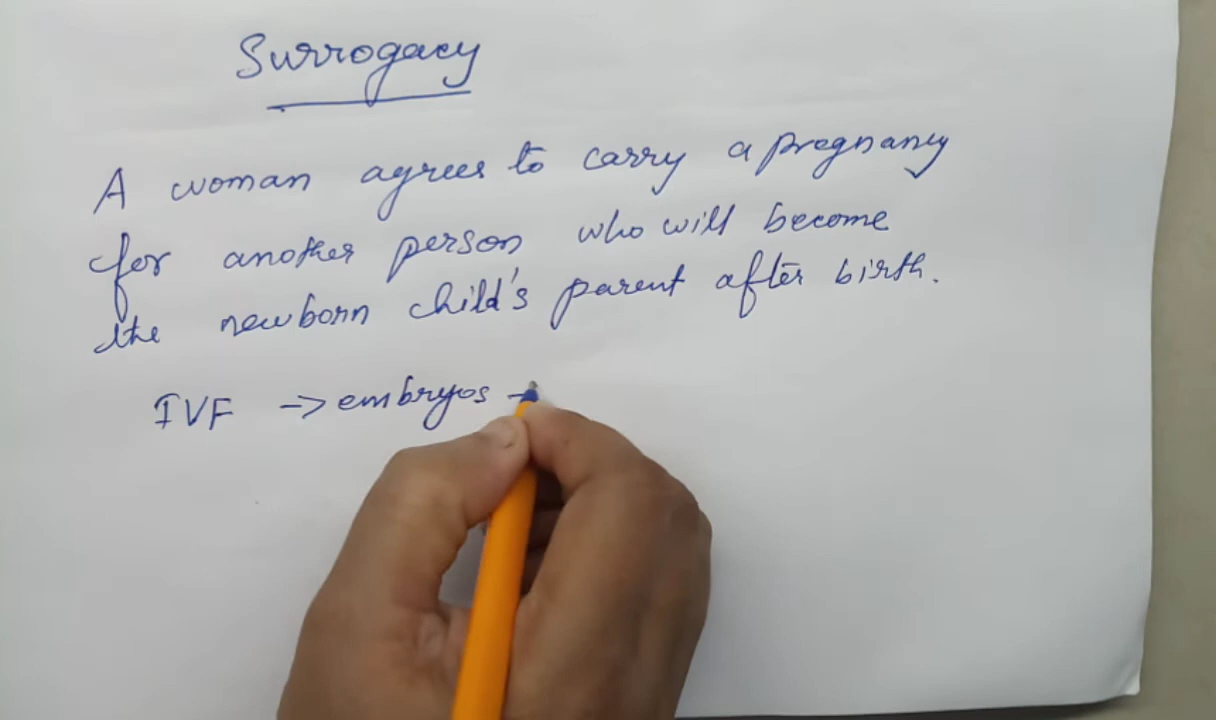 Surrogacy
A woman agrees to carry a pregnancy
for another person who will become
the newborn child's parent after birth.
IVF -> embryos -